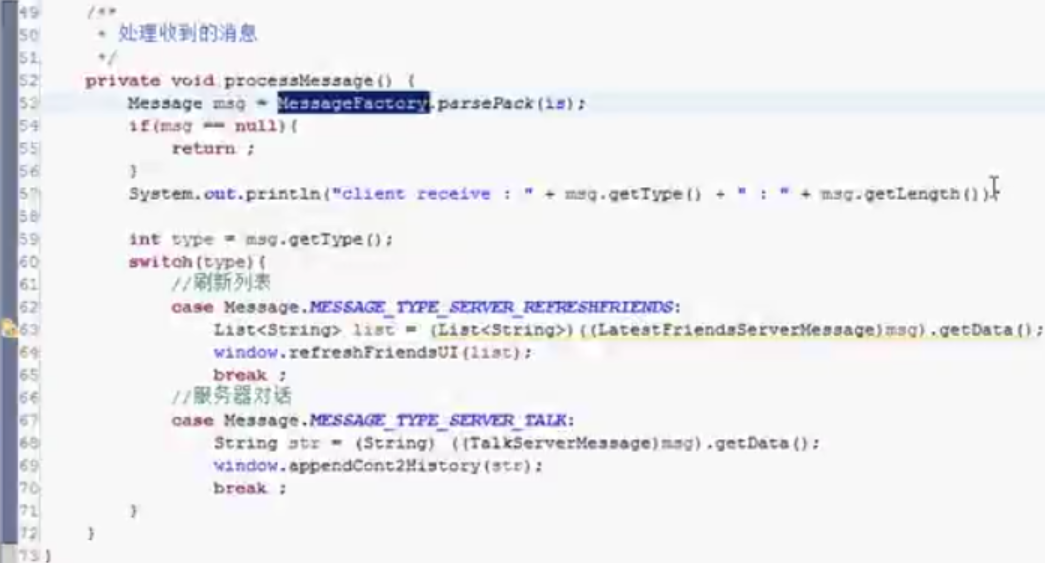 49 /**
50 * 处理收到的消息
51 */
52 private void processMessage() {
53 Message msg = MessageFactory.parsePack(is);
54 if(msg == null){
55 return ;
56 }
57 System.out.println("client receive : " + msg.getType() + " : " + msg.getLength());
58
59 int type = msg.getType();
60 switch(type){
61 //刷新列表
62 case Message.MESSAGE_TYPE_SERVER_REFRESHFRIENDS:
63 List<String> list = (List<String>)((LatestFriendsServerMessage)msg).getData();
64 window.refreshFriendsUI(list);
65 break ;
66 //服务器对话
67 case Message.MESSAGE_TYPE_SERVER_TALK:
68 String str = (String) ((TalkServerMessage)msg).getData();
69 window.appendCont2History(str);
70 break ;
71 }
72 }
73 }